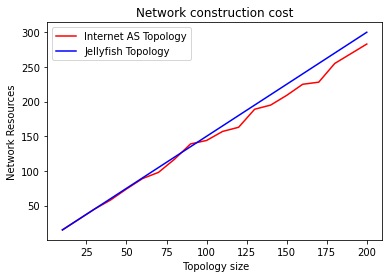 Network construction cost
Internet AS Topology
Jellyfish Topology
Network Resources
300
250
200
150
100
50
25
50
75
100
125
150
175
200
Topology size